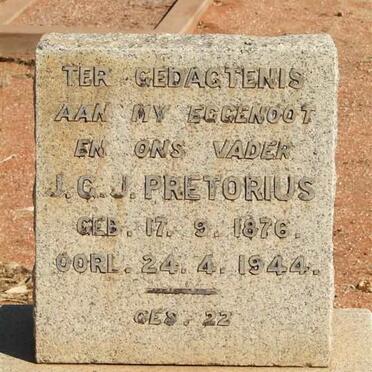 TER GEDAGTENIS
AAN MY EGGENOOT
EN ONS VADER
J. G. J. PRETORIUS
GEB. 17. 9. 1876.
OORL. 24. 4. 1944.
GES. 22